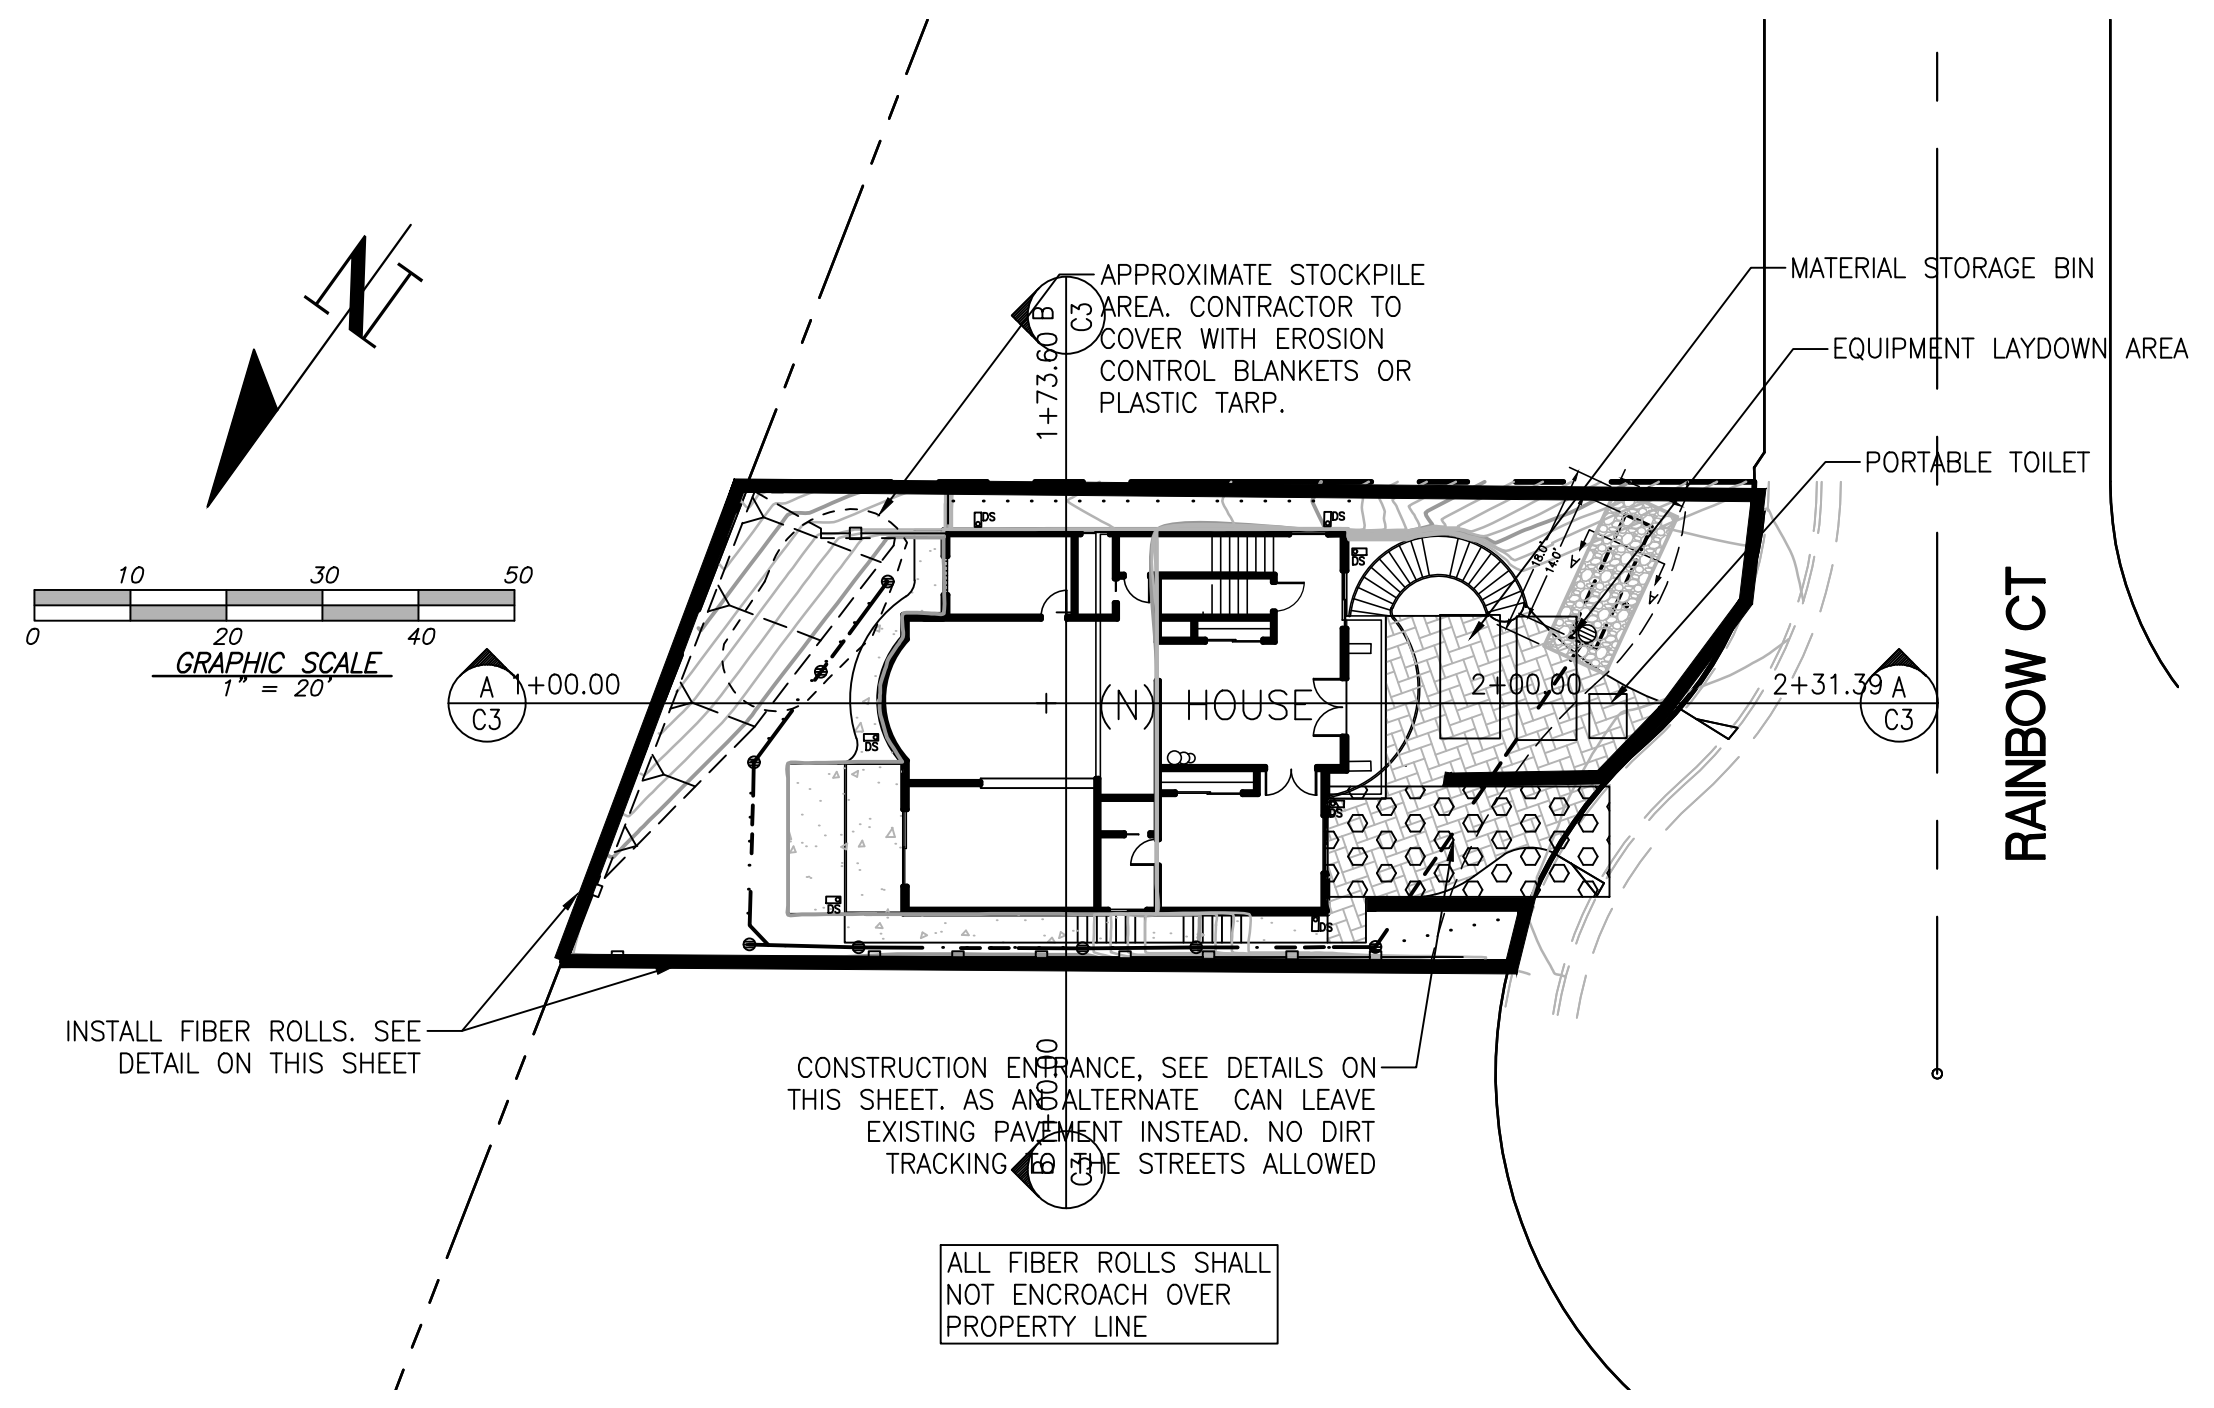 N
APPROXIMATE STOCKPILE
AREA. CONTRACTOR TO
COVER WITH EROSION
CONTROL BLANKETS OR
PLASTIC TARP.
B
C3
1+73.60
MATERIAL STORAGE BIN
EQUIPMENT LAYDOWN AREA
PORTABLE TOILET
10 30 50
0 20 40
GRAPHIC SCALE
1" = 20'
DS
DS
DS
18.0'
14.0'
A
A
A
C3
1+00.00
(N) HOUSE
2+00.00
2+31.39
A
C3
RAINBOW CT
DS
DS
DS
DS
INSTALL FIBER ROLLS. SEE
DETAIL ON THIS SHEET
CONSTRUCTION ENTRANCE, SEE DETAILS ON
THIS SHEET. AS AN ALTERNATE CAN LEAVE
EXISTING PAVEMENT INSTEAD. NO DIRT
TRACKING TO THE STREETS ALLOWED
1+00.00
B
C3
ALL FIBER ROLLS SHALL
NOT ENCROACH OVER
PROPERTY LINE